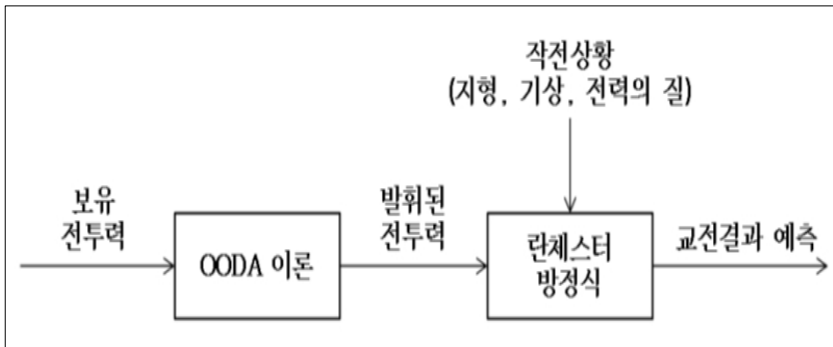 작전상황
(지형, 기상, 전력의 질)
보유
전투력
OODA 이론
발휘된
전투력
란체스터
방정식
교전결과 예측